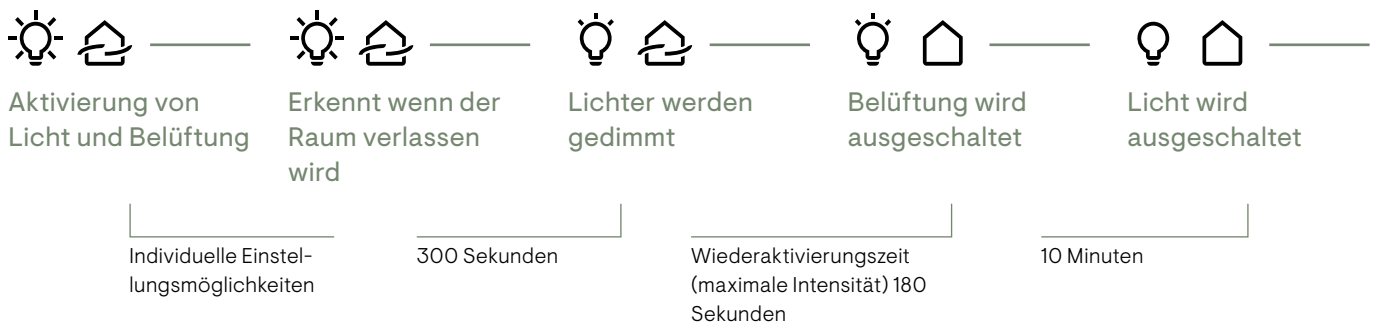 Aktivierung von
Licht und Belüftung
Erkennt wenn der
Raum verlassen
wird
Lichter werden
gedimmt
Belüftung wird
ausgeschaltet
Licht wird
ausgeschaltet
Individuelle Einstel-
lungsmöglichkeiten
300 Sekunden
Wiederaktivierungszeit
(maximale Intensität) 180
Sekunden
10 Minuten